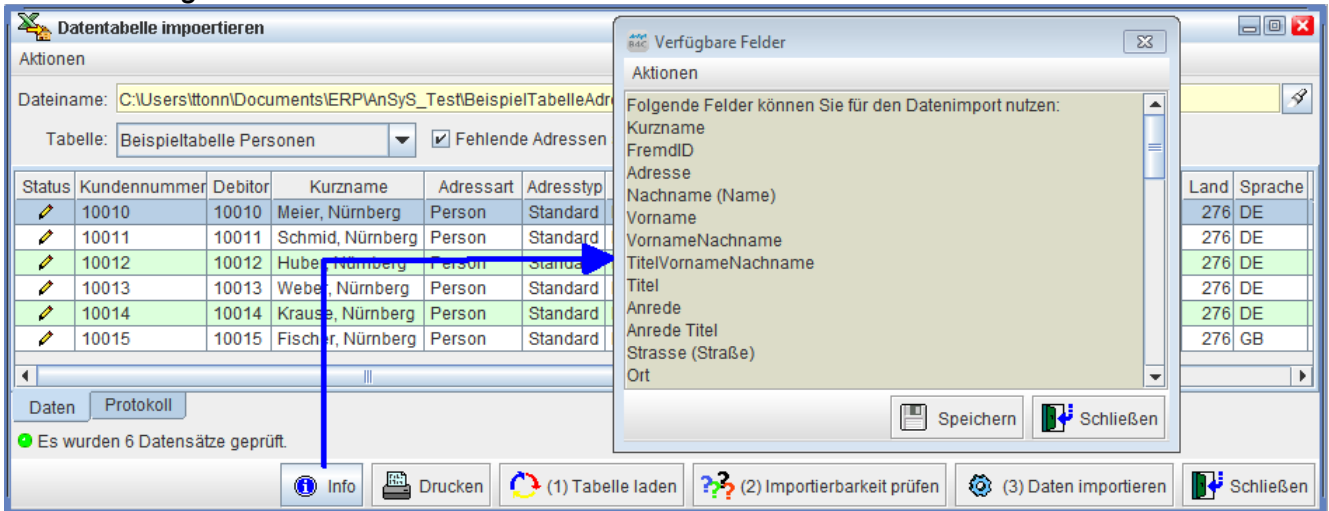 Datentabelle impoertieren
Aktionen
Dateiname: C:\Users\ttonn\Documents\ERP\AnSyS_Test\BeispielTabelleAdr
Tabelle: Beispieltabelle Personen Fehlende Adressen
Status Kundennummer Debitor Kurzname Adressart Adresstyp Land Sprache
10010 10010 Meier, Nürnberg Person Standard 276 DE
10011 10011 Schmid, Nürnberg Person Standard 276 DE
10012 10012 Huber, Nürnberg Person Standard 276 DE
10013 10013 Weber, Nürnberg Person Standard 276 DE
10014 10014 Krause, Nürnberg Person Standard 276 DE
10015 10015 Fischer, Nürnberg Person Standard 276 GB
Daten Protokoll
Es wurden 6 Datensätze geprüft.
Info Drucken (1) Tabelle laden (2) Importierbarkeit prüfen (3) Daten importieren Schließen
Verfügbare Felder
Aktionen
Folgende Felder können Sie für den Datenimport nutzen:
Kurzname
FremdID
Adresse
Nachname (Name)
Vorname
VornameNachname
TitelVornameNachname
Titel
Anrede
Anrede Titel
Strasse (Straße)
Ort
Speichern Schließen